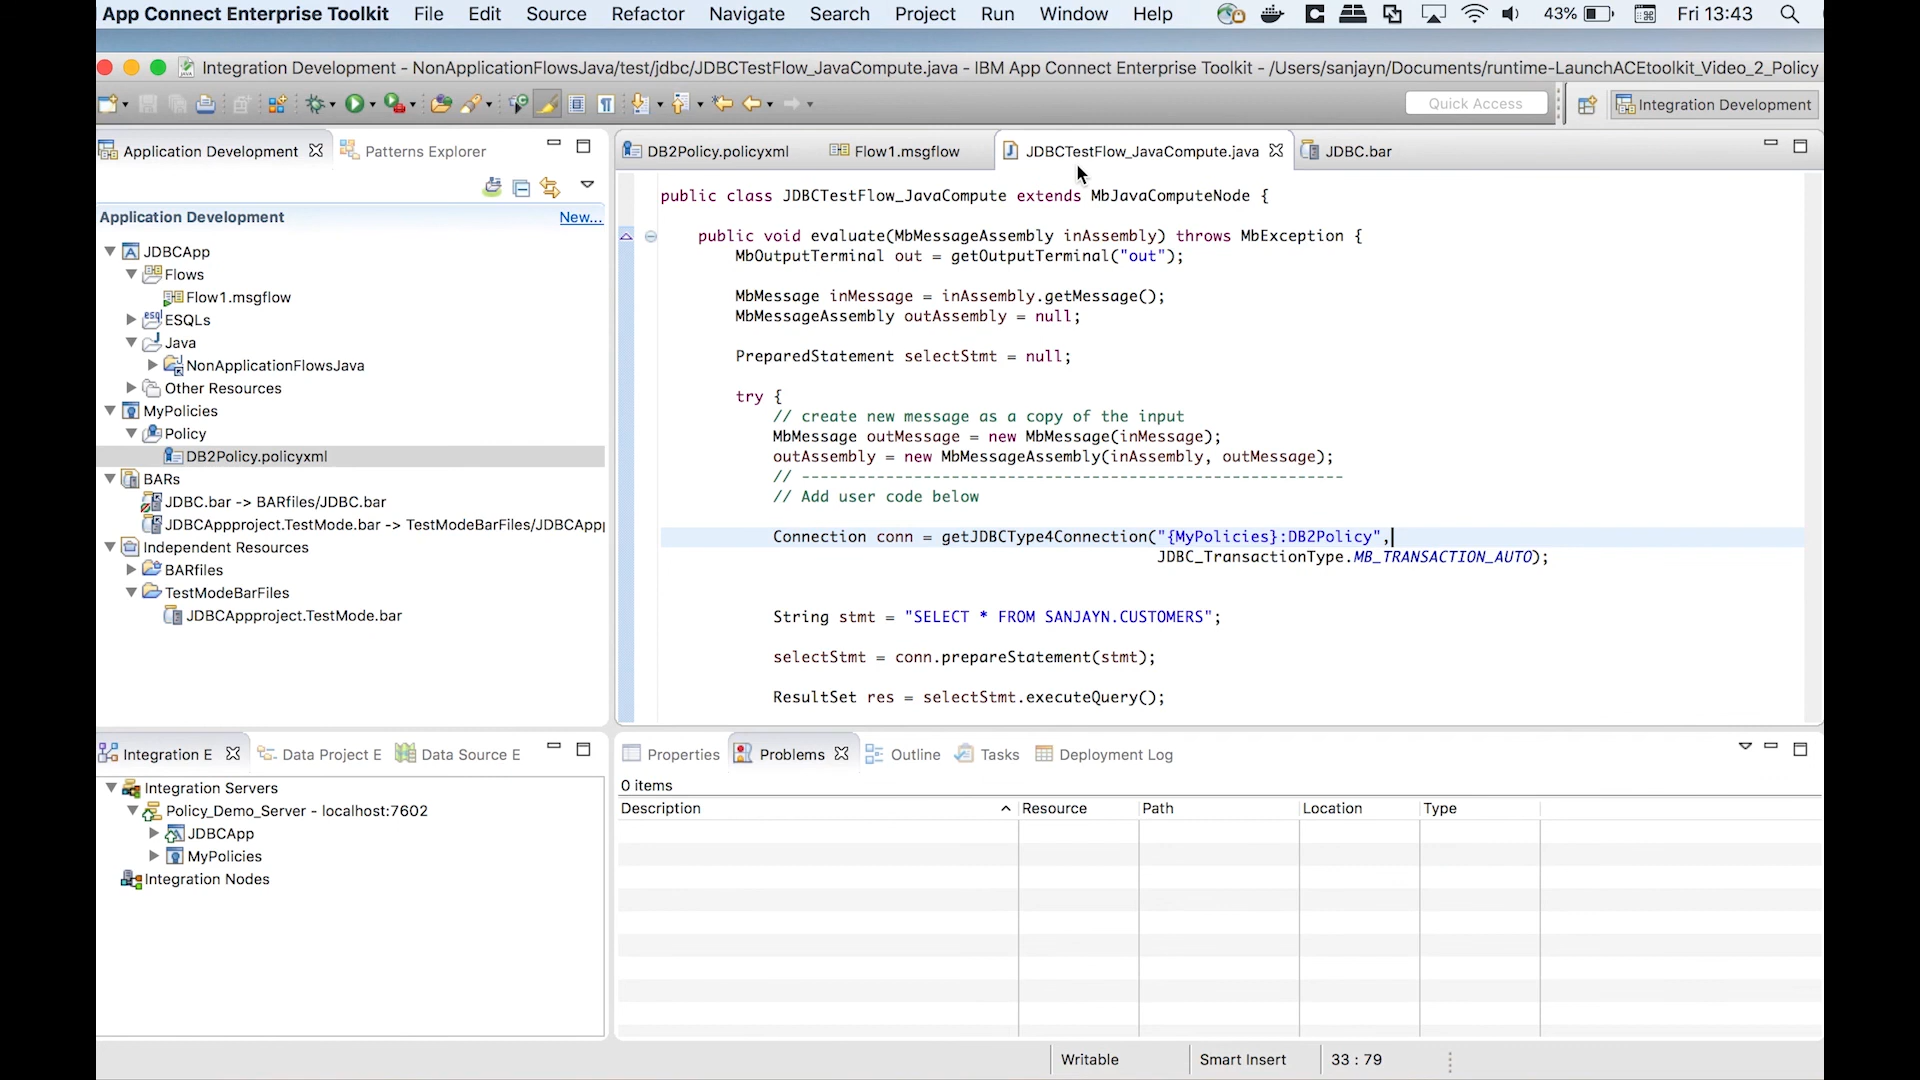 App Connect Enterprise Toolkit File Edit Source Refactor Navigate Search Project Run Window Help 43% Fri 13:43
Integration Development - NonApplicationFlowsJava/test/jdbc/JDBCTestFlow_JavaCompute.java - IBM App Connect Enterprise Toolkit - /Users/sanjayn/Documents/runtime-LaunchACEtoolkit_Video_2_Policy
Quick Access Integration Development
Application Development Patterns Explorer
Application Development New...
JDBCApp
Flows
Flow1.msgflow
ESQLs
Java
NonApplicationFlowsJava
Other Resources
MyPolicies
Policy
DB2Policy.policyxml
BARs
JDBC.bar -> BARfiles/JDBC.bar
JDBCAppproject.TestMode.bar -> TestModeBarFiles/JDBCApp
Independent Resources
BARfiles
TestModeBarFiles
JDBCAppproject.TestMode.bar
DB2Policy.policyxml Flow1.msgflow JDBCTestFlow_JavaCompute.java JDBC.bar
public class JDBCTestFlow_JavaCompute extends MbJavaComputeNode {
public void evaluate(MbMessageAssembly inAssembly) throws MbException {
MbOutputTerminal out = getOutputTerminal("out");
MbMessage inMessage = inAssembly.getMessage();
MbMessageAssembly outAssembly = null;
PreparedStatement selectStmt = null;
try {
// create new message as a copy of the input
MbMessage outMessage = new MbMessage(inMessage);
outAssembly = new MbMessageAssembly(inAssembly, outMessage);
// ----------------------------------------------------------
// Add user code below
Connection conn = getJDBCType4Connection("{MyPolicies}:DB2Policy",
JDBC_TransactionType.MB_TRANSACTION_AUTO);
String stmt = "SELECT * FROM SANJAYN.CUSTOMERS";
selectStmt = conn.prepareStatement(stmt);
ResultSet res = selectStmt.executeQuery();
Integration E Data Project E Data Source E
Integration Servers
Policy_Demo_Server - localhost:7602
JDBCApp
MyPolicies
Integration Nodes
Properties Problems Outline Tasks Deployment Log
0 items
Description Resource Path Location Type
Writable Smart Insert 33 : 79